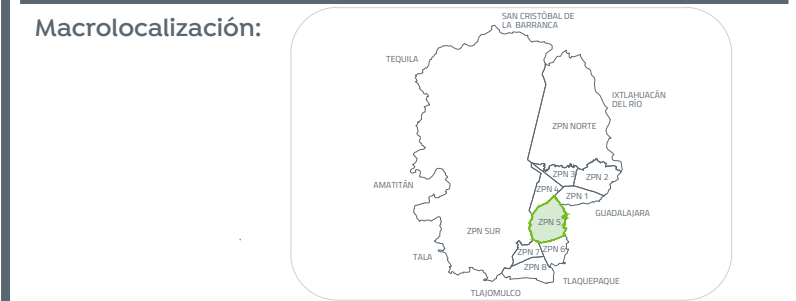 Macrolocalización:
SAN CRISTÓBAL DE
LA BARRANCA
TEQUILA
IXTLAHUACÁN
DEL RÍO
ZPN NORTE
ZPN 3
ZPN 2
AMATITÁN
ZPN 4
ZPN 1
GUADALAJARA
ZPN 5
ZPN SUR
ZPN 7
ZPN 6
TALA
ZPN 8
TLAQUEPAQUE
TLAJOMULCO